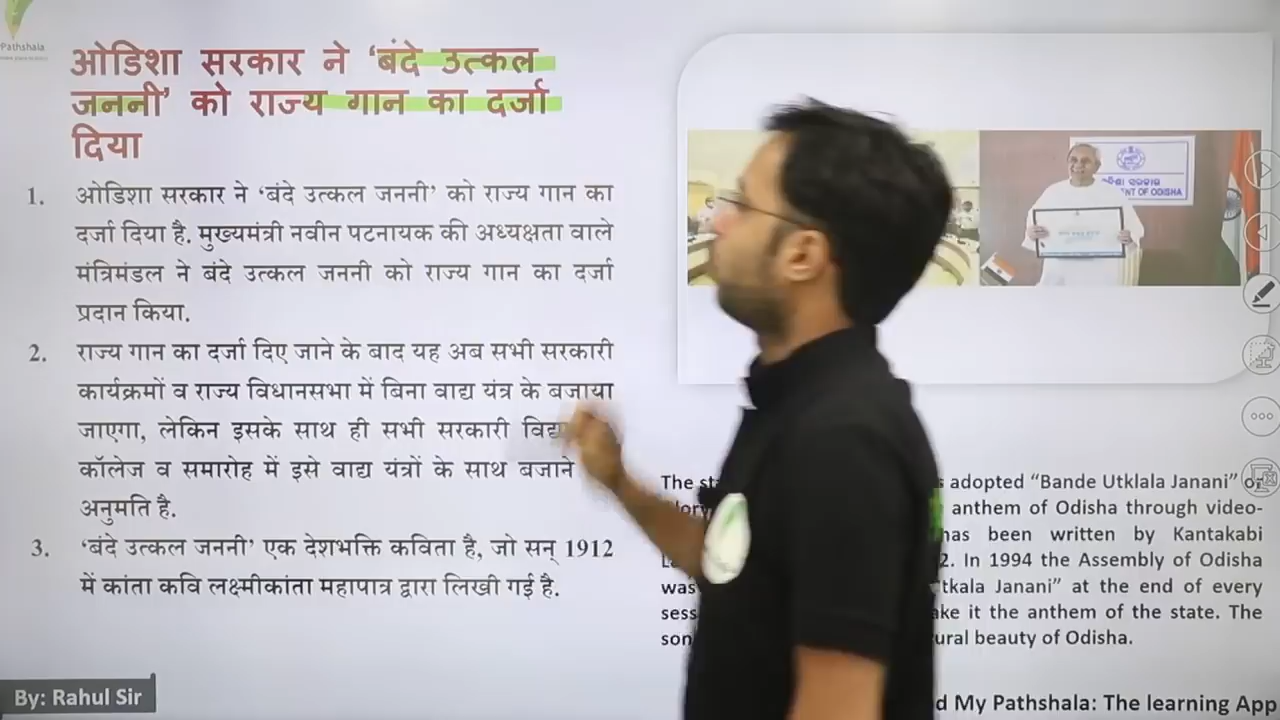 Pathshala
ओडिशा सरकार ने ‘बंदे उत्कल
जननी’ को राज्य गान का दर्जा
दिया
1. ओडिशा सरकार ने ‘बंदे उत्कल जननी’ को राज्य गान का
दर्जा दिया है. मुख्यमंत्री नवीन पटनायक की अध्यक्षता वाले
मंत्रिमंडल ने बंदे उत्कल जननी को राज्य गान का दर्जा
प्रदान किया.
2. राज्य गान का दर्जा दिए जाने के बाद यह अब सभी सरकारी
कार्यक्रमों व राज्य विधानसभा में बिना वाद्य यंत्र के बजाया
जाएगा, लेकिन इसके साथ ही सभी सरकारी
कॉलेज व समारोह में इसे वाद्य यंत्रों के साथ बजाने
अनुमति है.
3. ‘बंदे उत्कल जननी’ एक देशभक्ति कविता है, जो सन् 1912
में कांता कवि लक्ष्मीकांता महापात्र द्वारा लिखी गई है.
OF ODISHA
The adopted “Bande Utklala Janani”
anthem of Odisha through video-
has been written by Kantakabi
2. In 1994 the Assembly of Odisha
was Janani” at the end of every
it the anthem of the state. The
beauty of Odisha.
By: Rahul Sir
My Pathshala: The learning App